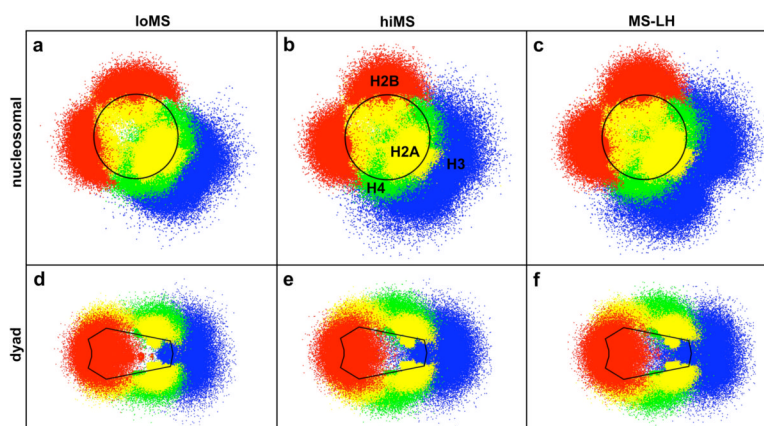 loMS hiMS MS-LH
nucleosomal
a b c
H2B
H2A
H3
H4
dyad
d e f